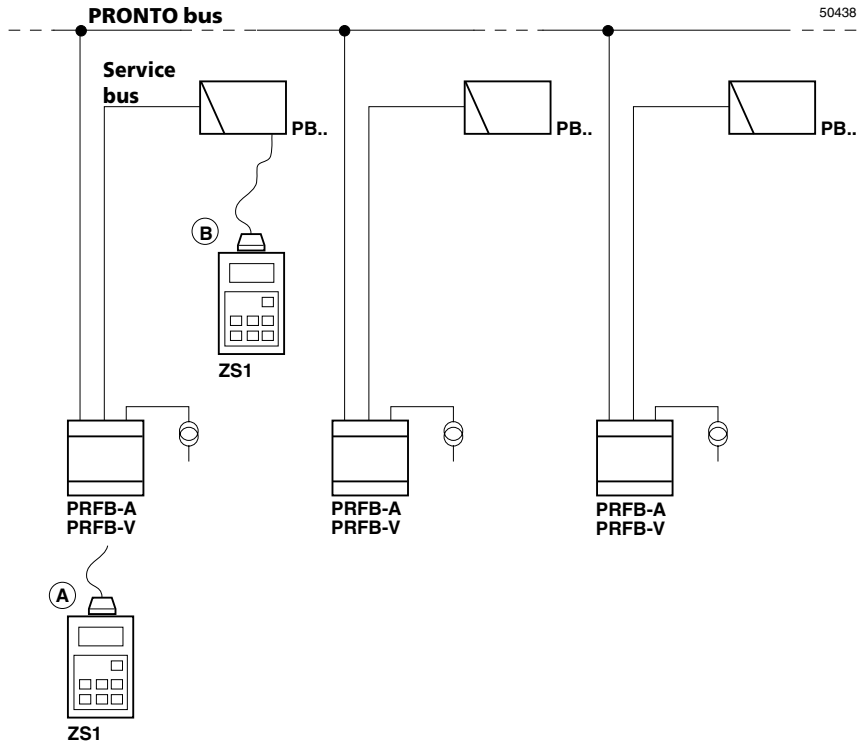 PRONTO bus
50438
Service
bus
PB..
PB..
PB..
B
ZS1
PRFB-A
PRFB-V
PRFB-A
PRFB-V
PRFB-A
PRFB-V
A
ZS1